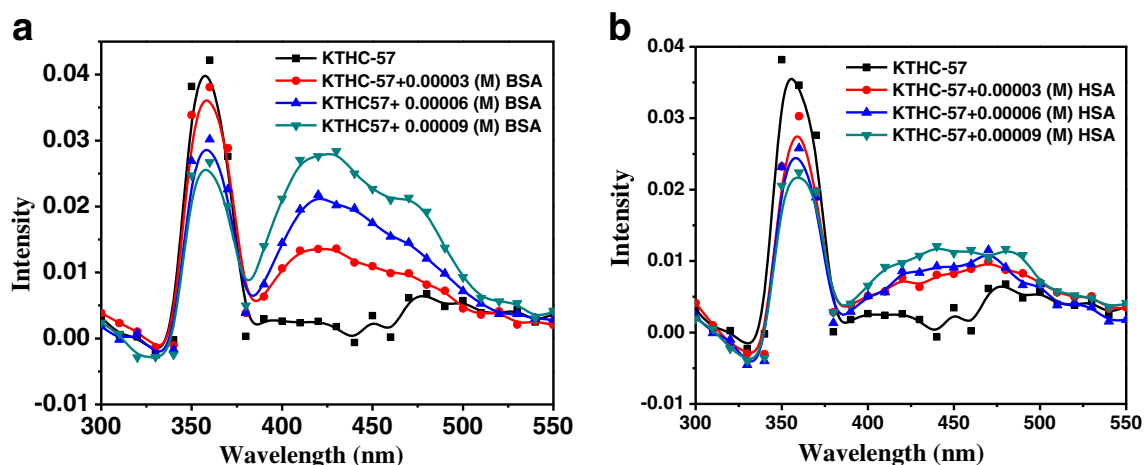 a
KTHC-57
KTHC-57+0.00003 (M) BSA
KTHC57+ 0.00006 (M) BSA
KTHC57+ 0.00009 (M) BSA
Intensity
0.04
0.03
0.02
0.01
0.00
-0.01
300 350 400 450 500 550
Wavelength (nm)
b
KTHC-57
KTHC-57+0.00003 (M) HSA
KTHC-57+0.00006 (M) HSA
KTHC-57+0.00009 (M) HSA
Intensity
0.04
0.03
0.02
0.01
0.00
-0.01
300 350 400 450 500 550
Wavelength (nm)